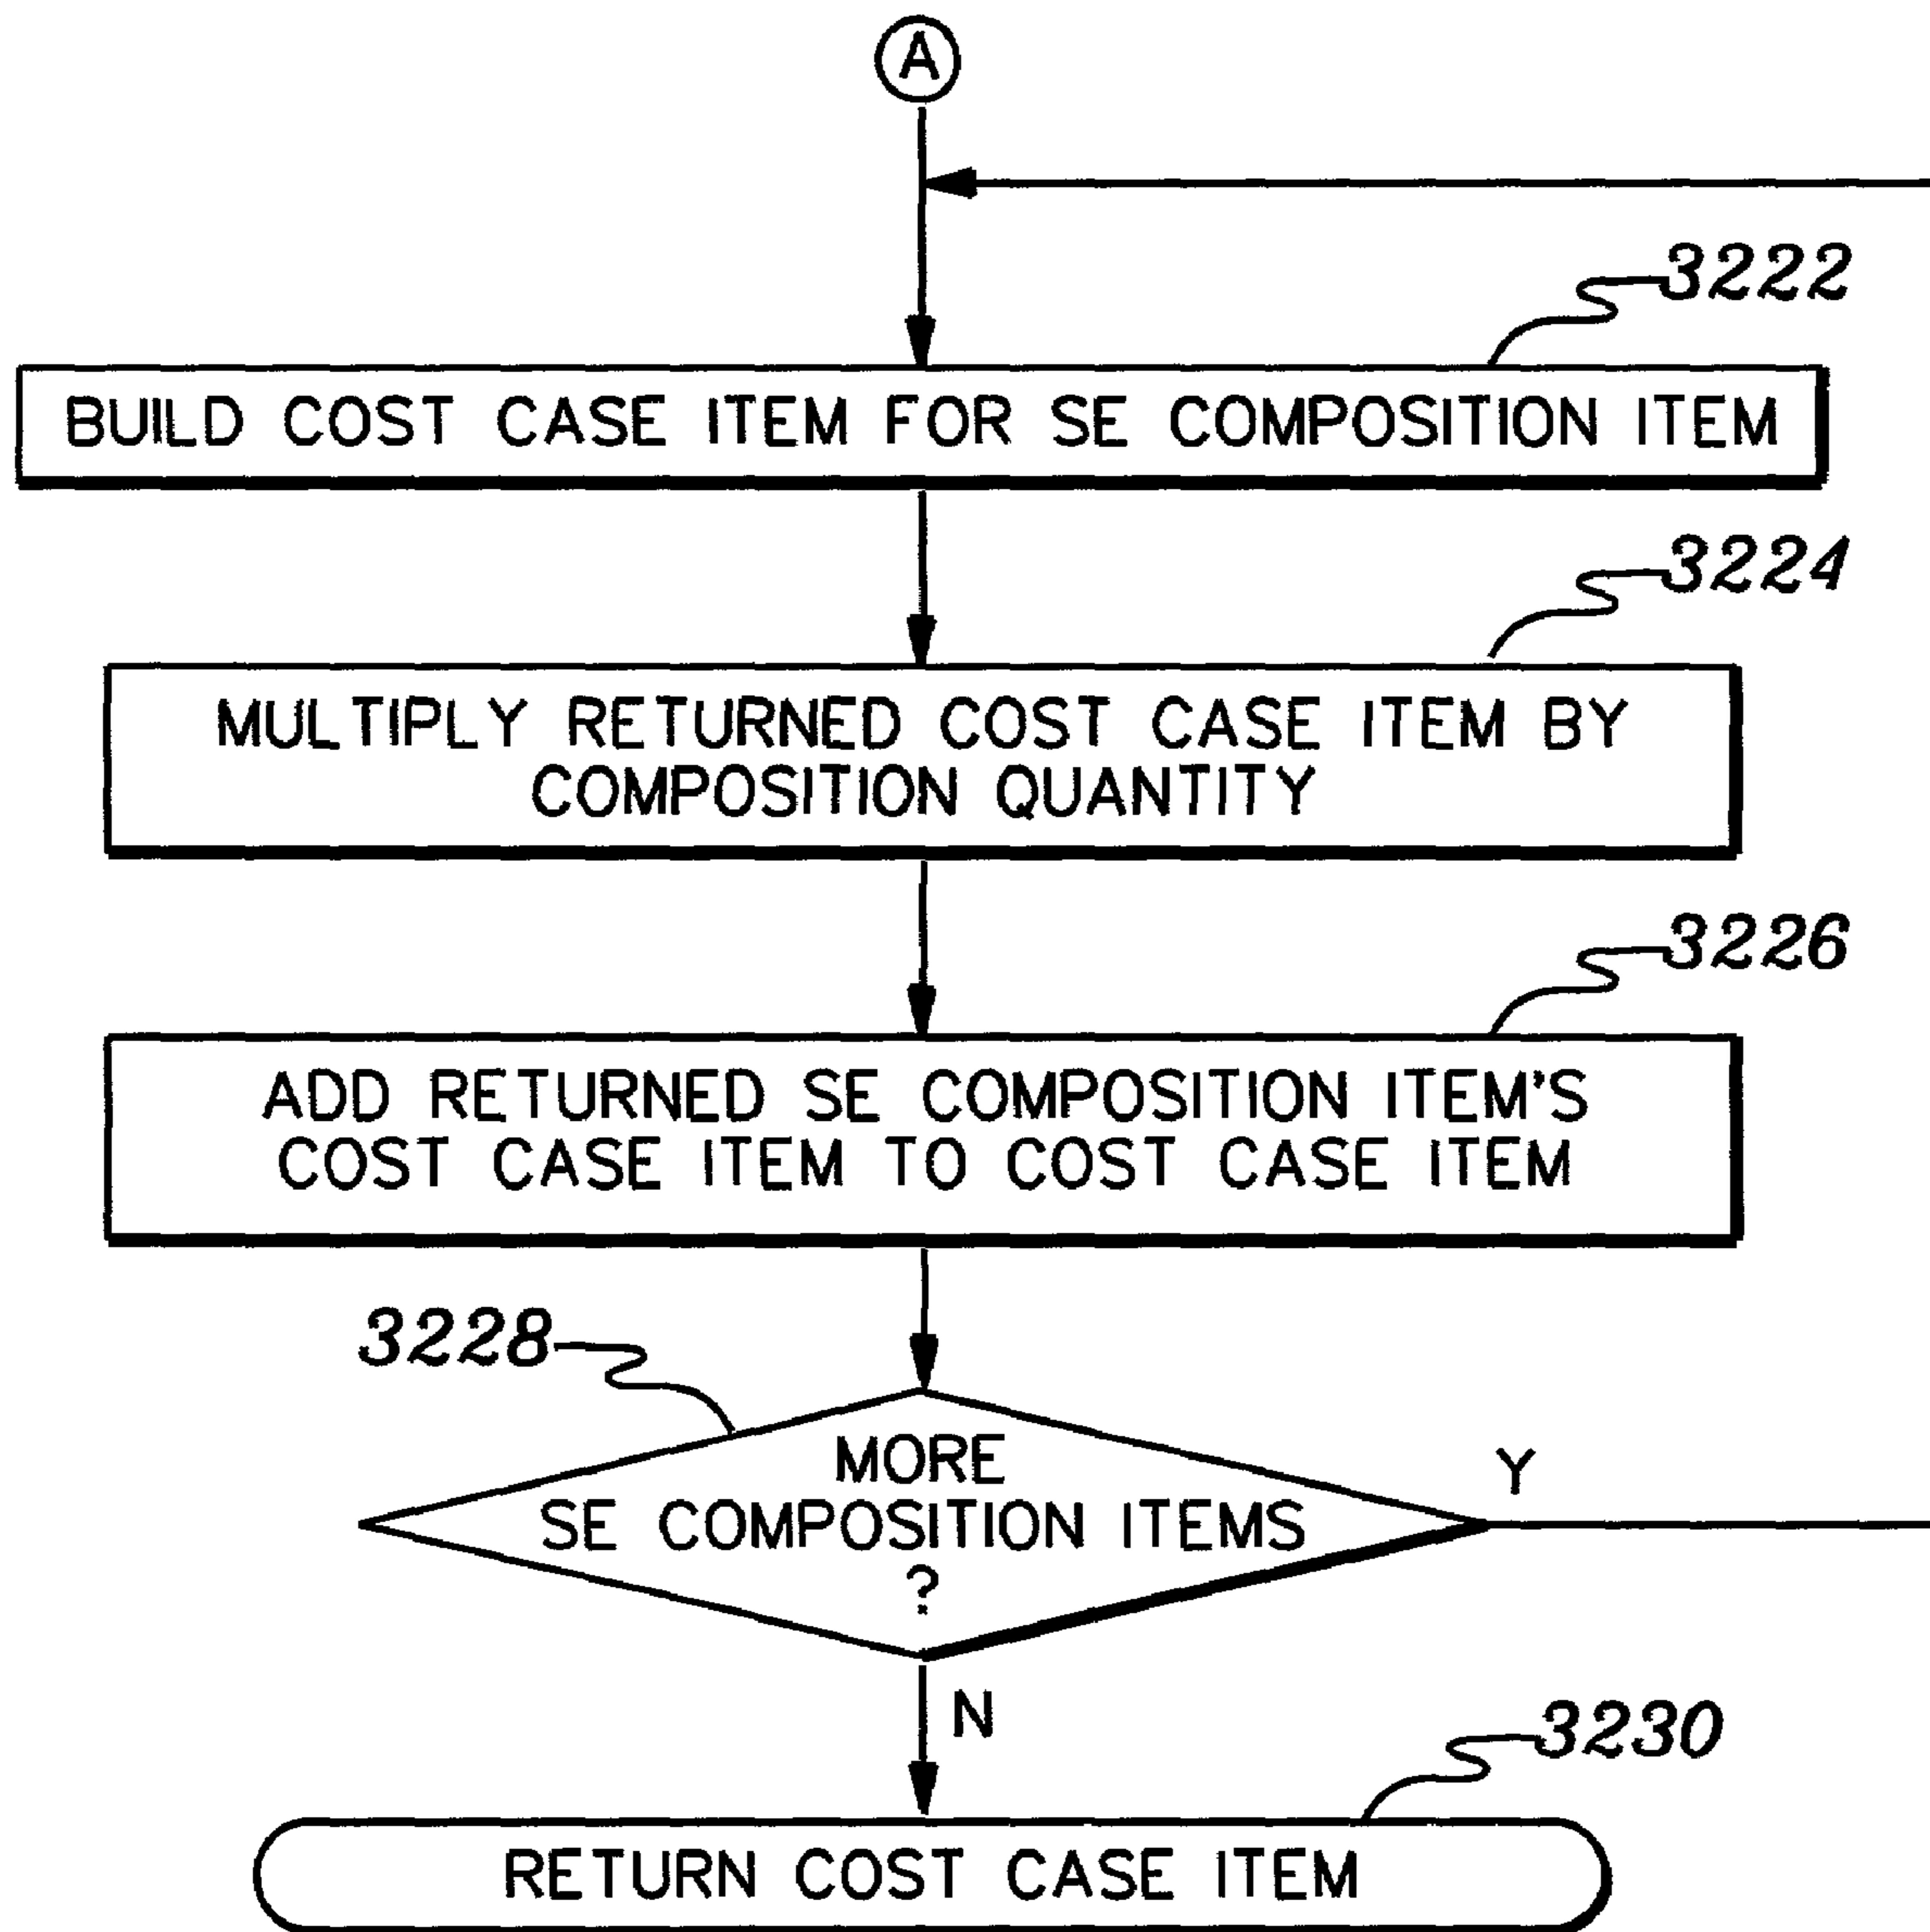 A
3222
BUILD COST CASE ITEM FOR SE COMPOSITION ITEM
3224
MULTIPLY RETURNED COST CASE ITEM BY
COMPOSITION QUANTITY
3226
ADD RETURNED SE COMPOSITION ITEM'S
COST CASE ITEM TO COST CASE ITEM
3228
MORE
SE COMPOSITION ITEMS
?
Y
N
3230
RETURN COST CASE ITEM